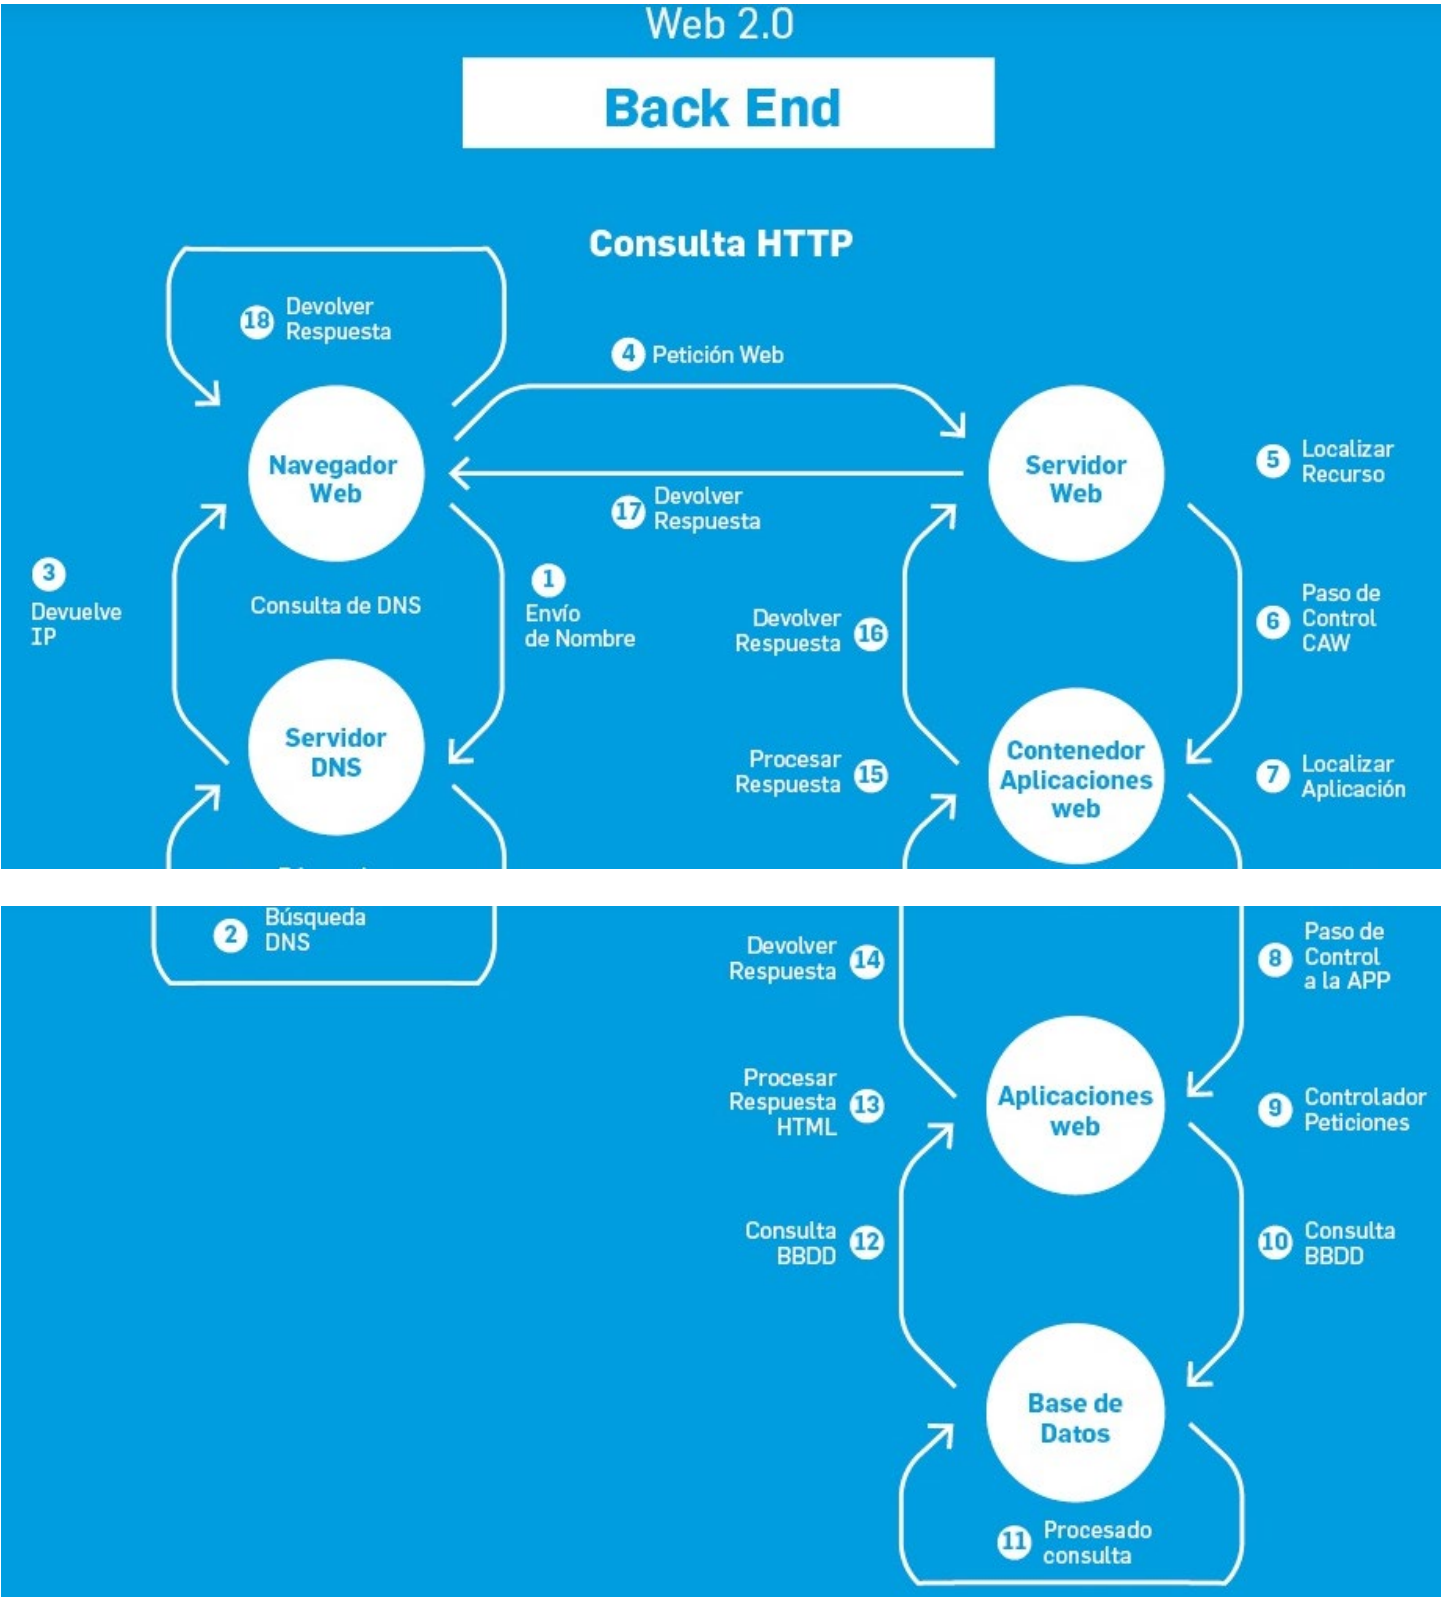 Web 2.0
Back End
Consulta HTTP
18
Devolver
Respuesta
4 Petición Web
Navegador
Web
Servidor
Web
5
Localizar
Recurso
17
Devolver
Respuesta
3
Devuelve
IP
Consulta de DNS
1
Envío
de Nombre
Devolver
Respuesta
16
6
Paso de
Control
CAW
Servidor
DNS
Procesar
Respuesta
15
Contenedor
Aplicaciones
web
7
Localizar
Aplicación
2
Búsqueda
DNS
Devolver
Respuesta
14
8
Paso de
Control
a la APP
Procesar
Respuesta
HTML
13
Aplicaciones
web
9
Controlador
Peticiones
Consulta
BBDD
12
10
Consulta
BBDD
Base de
Datos
11
Procesado
consulta